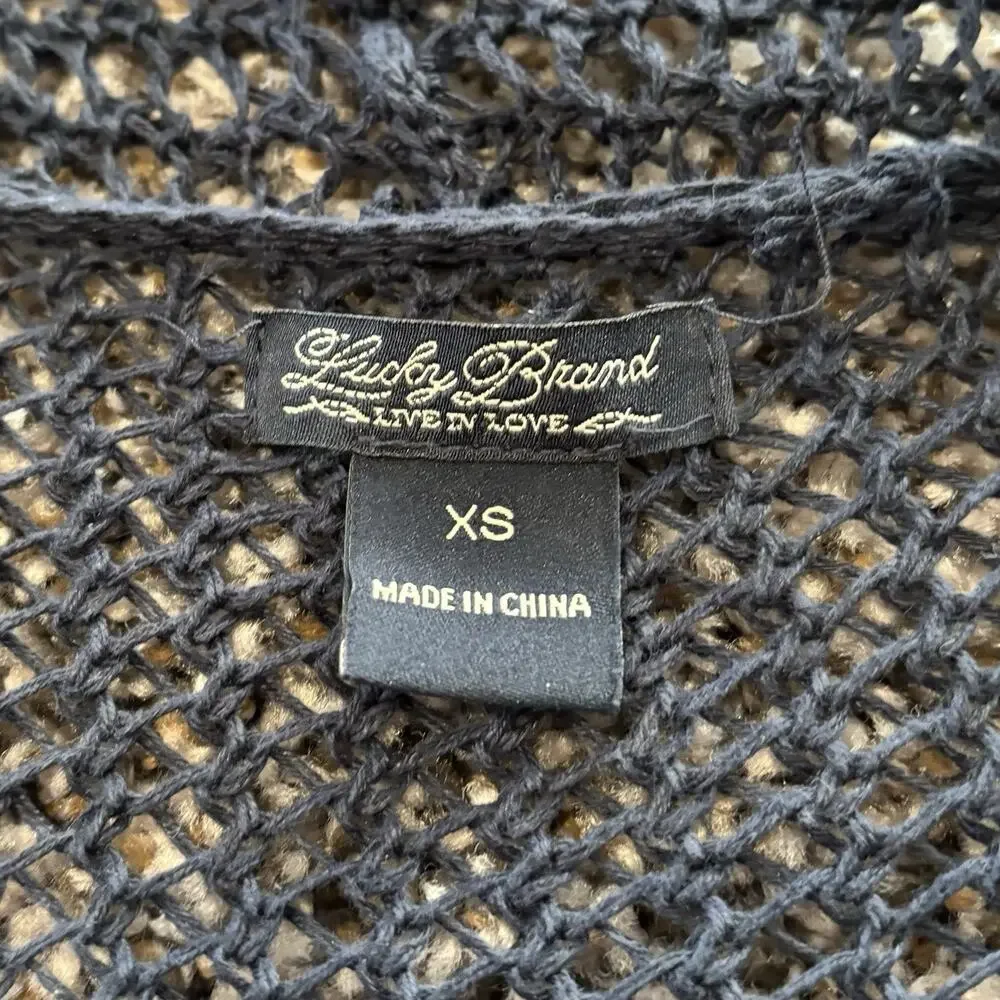 Lucky Brand
LIVE IN LOVE
XS
MADE IN CHINA